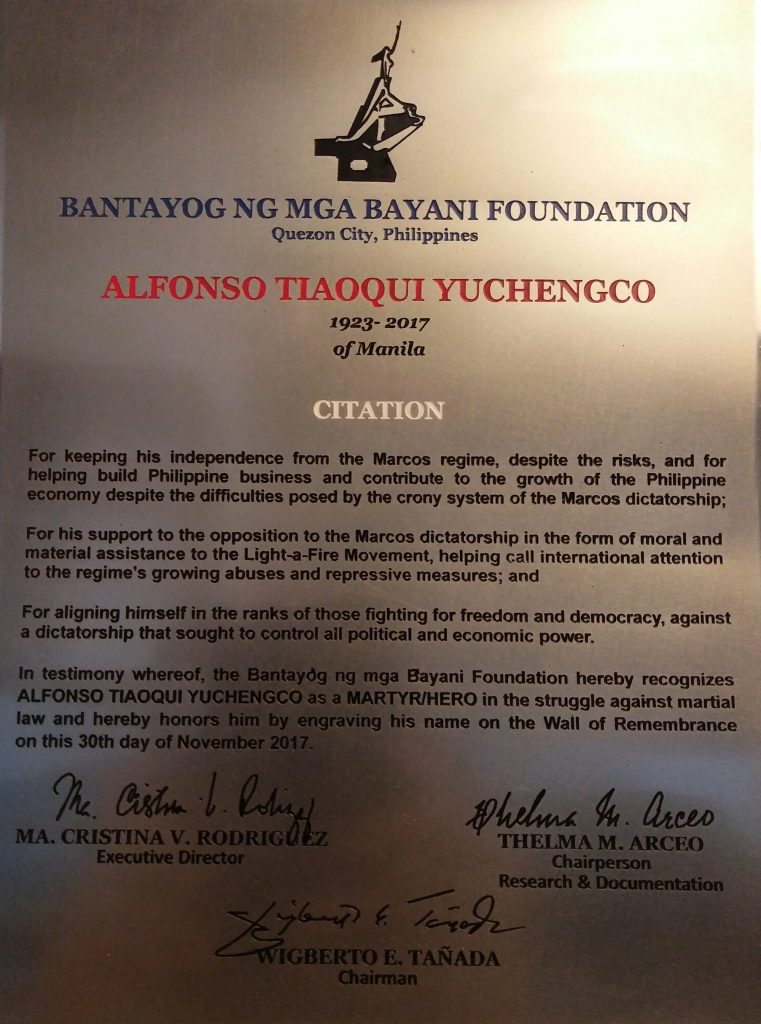 BANTAYOG NG MGA BAYANI FOUNDATION
Quezon City, Philippines
ALFONSO TIAOQUI YUCHENGCO
1923- 2017
of Manila
CITATION
For keeping his independence from the Marcos regime, despite the risks, and for
helping build Philippine business and contribute to the growth of the Philippine
economy despite the difficulties posed by the crony system of the Marcos dictatorship;
For his support to the opposition to the Marcos dictatorship in the form of moral and
material assistance to the Light-a-Fire Movement, helping call international attention
to the regime's growing abuses and repressive measures; and
For aligning himself in the ranks of those fighting for freedom and democracy, against
a dictatorship that sought to control all political and economic power.
In testimony whereof, the Bantayog ng mga Bayani Foundation hereby recognizes
ALFONSO TIAOQUI YUCHENGCO as a MARTYR/HERO in the struggle against martial
law and hereby honors him by engraving his name on the Wall of Remembrance
on this 30th day of November 2017.
Ma. Cristina V. Rodriguez
MA. CRISTINA V. RODRIGUEZ
Executive Director
Thelma M. Arceo
THELMA M. ARCEO
Chairperson
Research & Documentation
Wigberto E. Tañada
WIGBERTO E. TAÑADA
Chairman